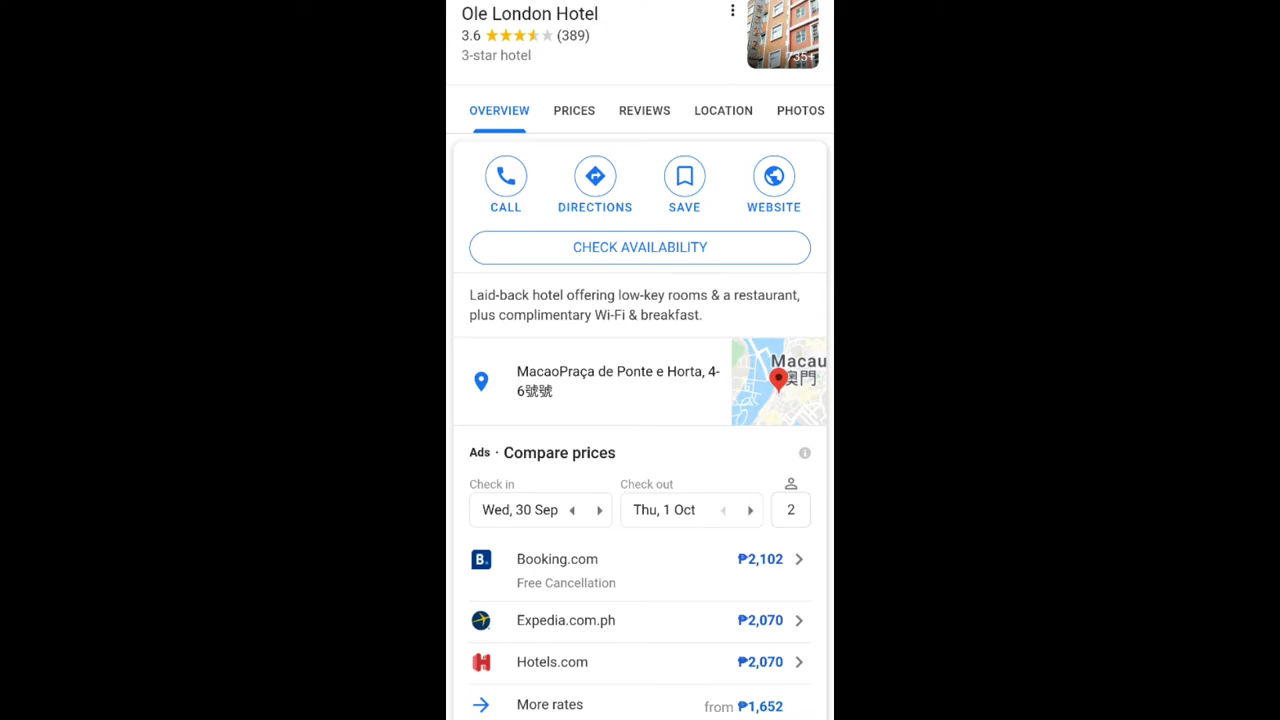 Ole London Hotel
3.6 (389)
3-star hotel
735+
OVERVIEW PRICES REVIEWS LOCATION PHOTOS
CALL DIRECTIONS SAVE WEBSITE
CHECK AVAILABILITY
Laid-back hotel offering low-key rooms & a restaurant,
plus complimentary Wi-Fi & breakfast.
MacaoPraça de Ponte e Horta, 4-
6號號
Macau
澳門
Ads · Compare prices
Check in Check out
Wed, 30 Sep Thu, 1 Oct 2
B. Booking.com ₱2,102
Free Cancellation
Expedia.com.ph ₱2,070
H Hotels.com ₱2,070
More rates from ₱1,652